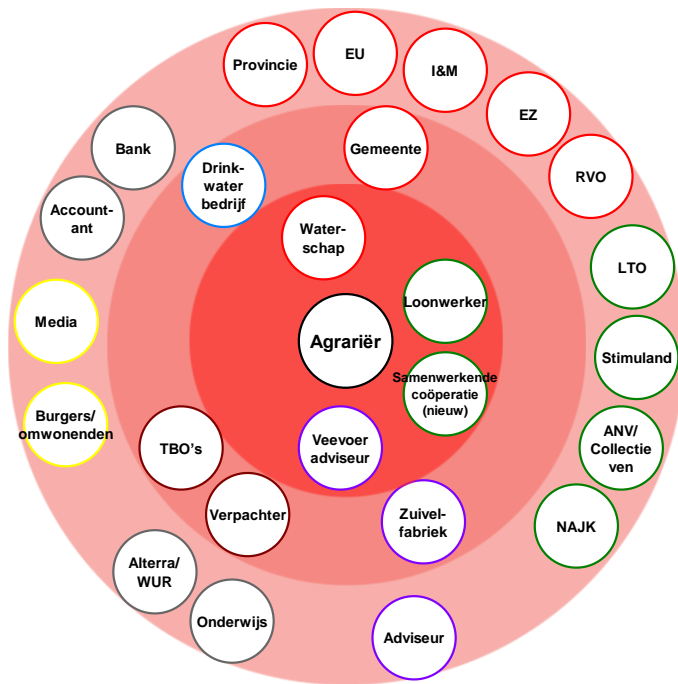 EU
Provincie
I&M
EZ
Bank
Gemeente
Drink-
water
bedrijf
RVO
Account-
ant
Water-
schap
LTO
Loonwerker
Media
Agrariër
Stimuland
Samenwerkende
coöperatie
(nieuw)
Burgers/
omwonenden
TBO's
Veevoer
adviseur
ANV/
Collectie
ven
Verpachter
Zuivel-
fabriek
NAJK
Alterra/
WUR
Onderwijs
Adviseur